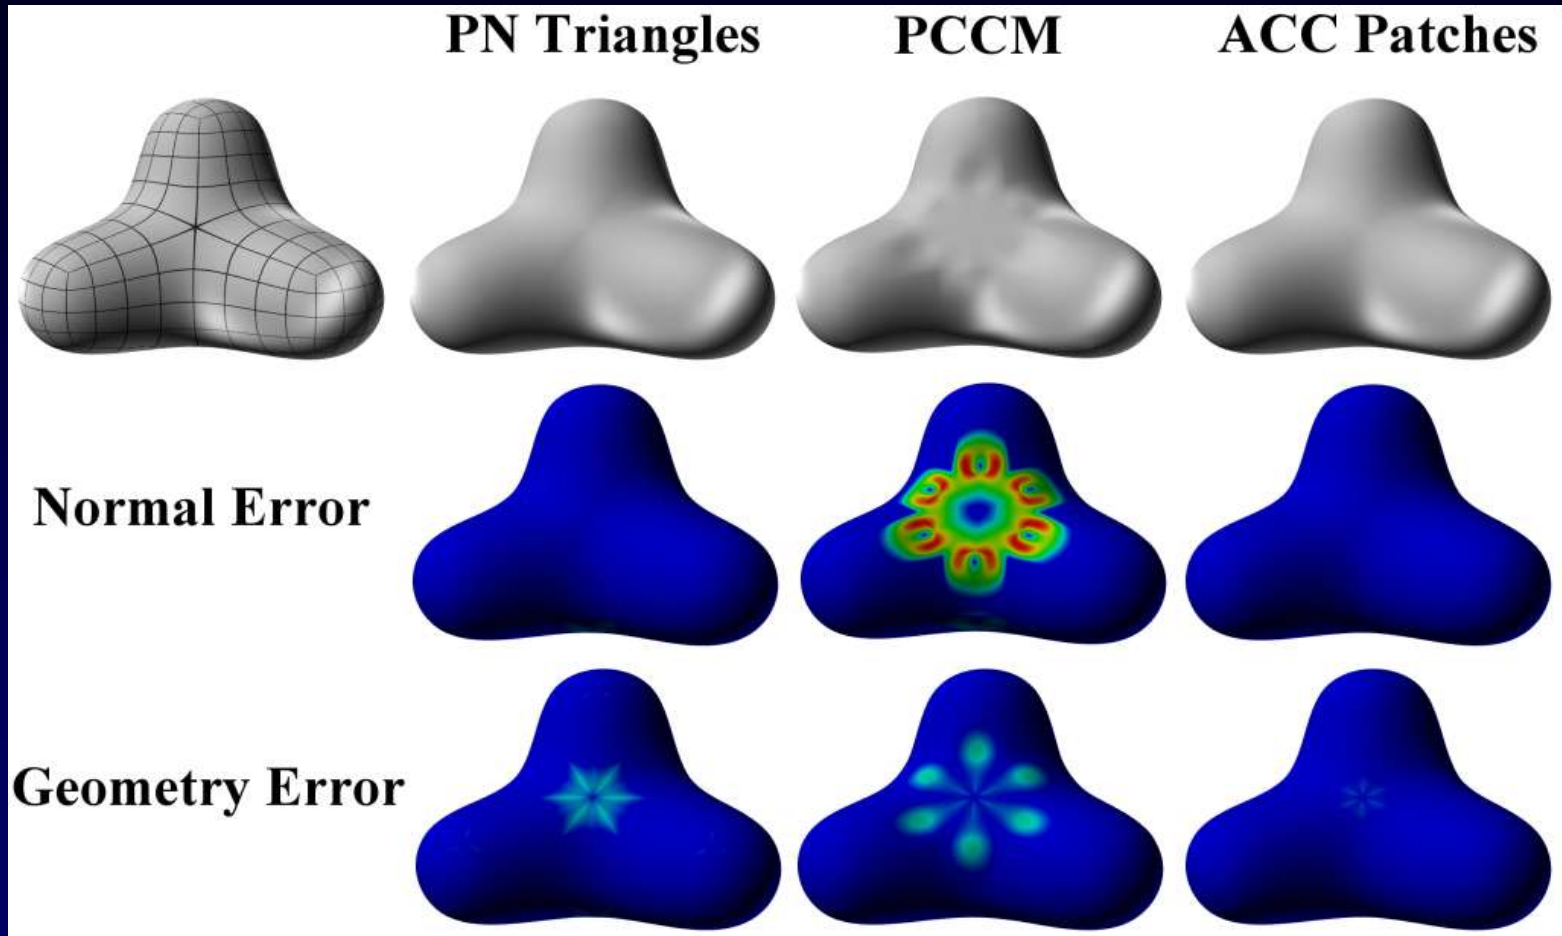 PN Triangles
PCCM
ACC Patches
Normal Error
Geometry Error